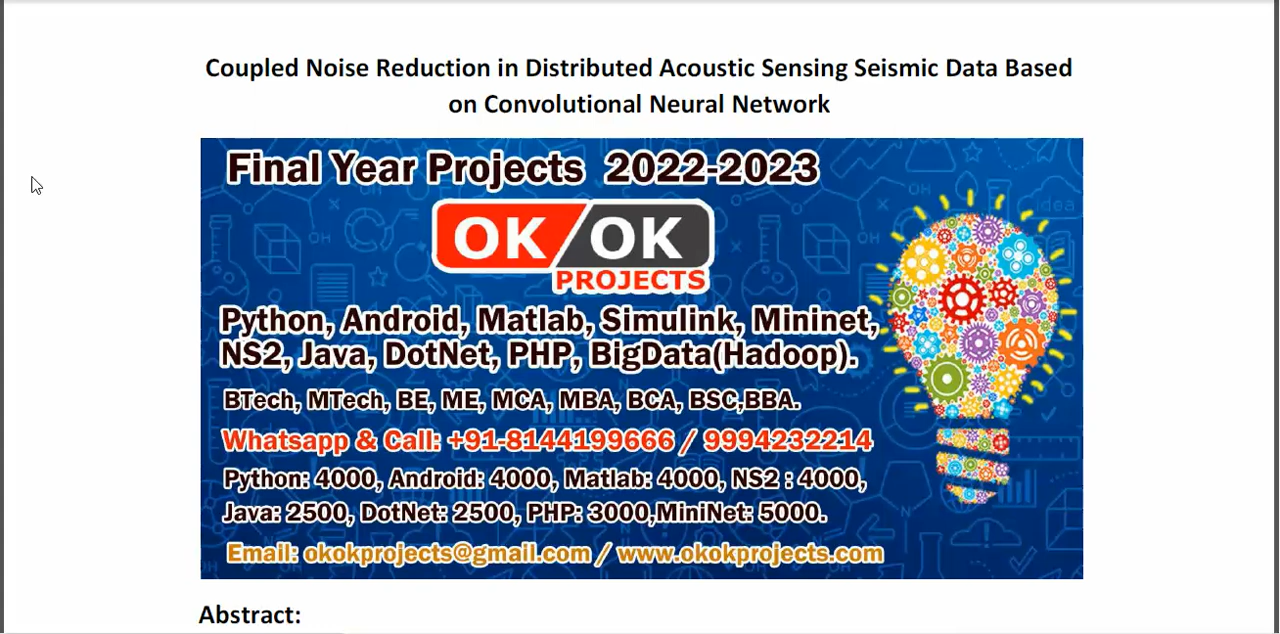 Coupled Noise Reduction in Distributed Acoustic Sensing Seismic Data Based
on Convolutional Neural Network
Final Year Projects 2022-2023
OK OK
PROJECTS
Python, Android, Matlab, Simulink, Mininet,
NS2, Java, DotNet, PHP, BigData(Hadoop).
BTech, MTech, BE, ME, MCA, MBA, BCA, BSC,BBA.
Whatsapp & Call: +91-8144199666 / 9994232214
Python: 4000, Android: 4000, Matlab: 4000, NS2 : 4000,
Java: 2500, DotNet: 2500, PHP: 3000,MiniNet: 5000.
Email: okokprojects@gmail.com / www.okokprojects.com
Abstract: